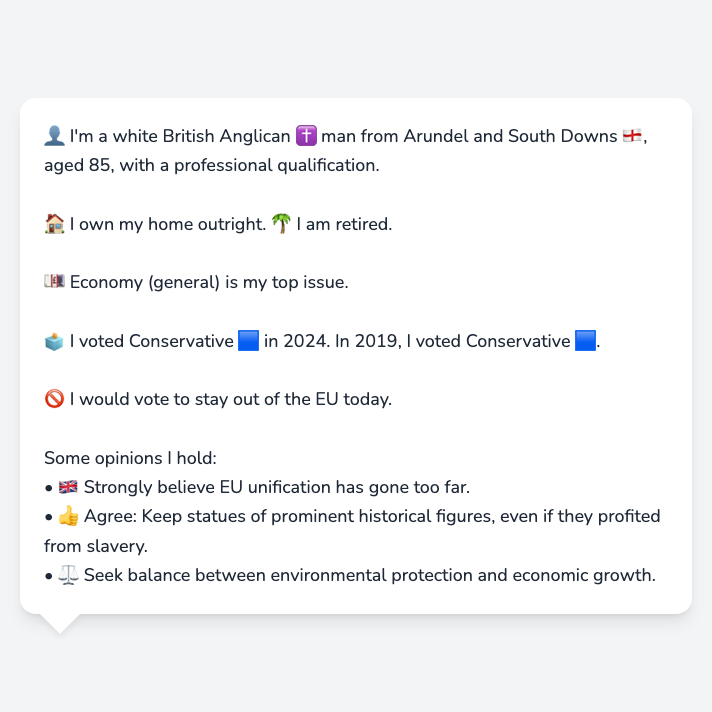 👤 I'm a white British Anglican ✝️ man from Arundel and South Downs 🏴󠁧󠁢󠁥󠁮󠁧󠁿,
aged 85, with a professional qualification.
🏠 I own my home outright. 🌴 I am retired.
💷 Economy (general) is my top issue.
🗳️ I voted Conservative 🟦 in 2024. In 2019, I voted Conservative 🟦.
🚫 I would vote to stay out of the EU today.
Some opinions I hold:
• 🇬🇧 Strongly believe EU unification has gone too far.
• 👍 Agree: Keep statues of prominent historical figures, even if they profited
from slavery.
• ⚖️ Seek balance between environmental protection and economic growth.